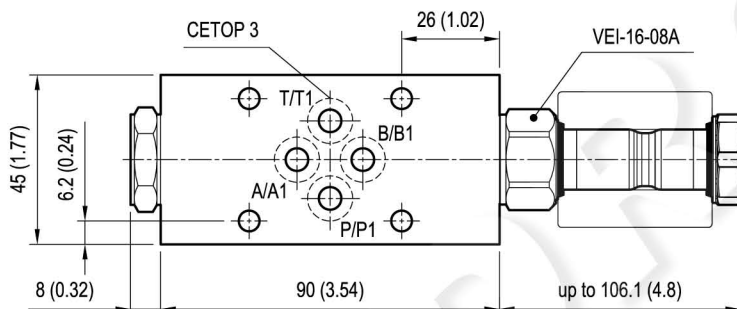 CETOP 3
26 (1.02)
VEI-16-08A
T/T1
B/B1
A/A1
P/P1
45 (1.77)
6.2 (0.24)
8 (0.32)
90 (3.54)
up to 106.1 (4.8)